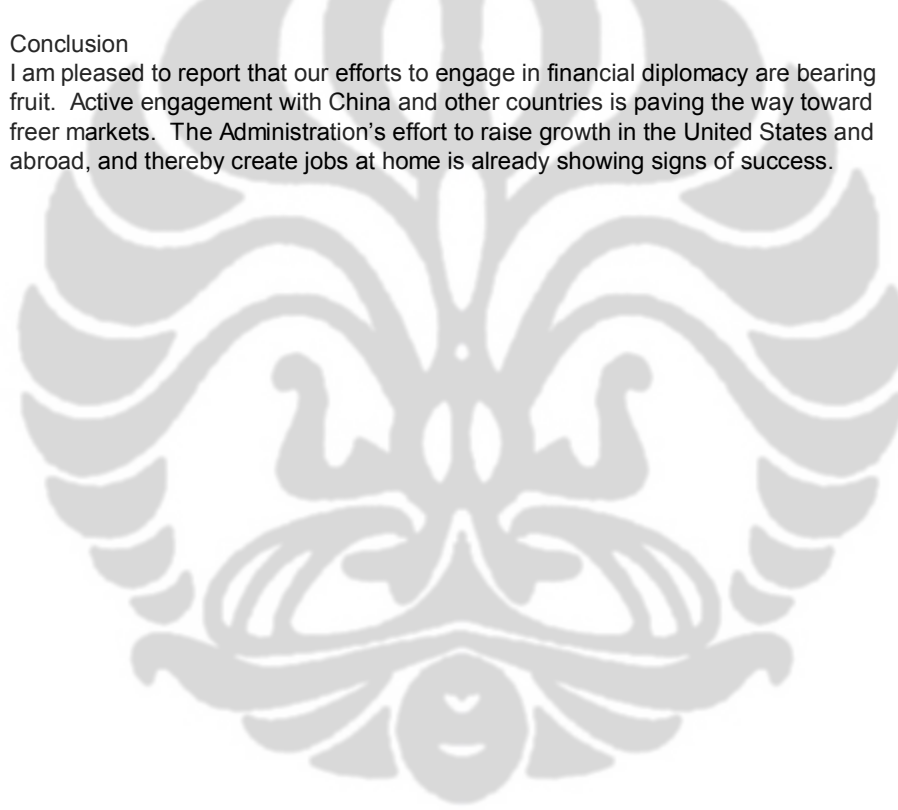 Conclusion
I am pleased to report that our efforts to engage in financial diplomacy are bearing
fruit.  Active engagement with China and other countries is paving the way toward
freer markets.  The Administration’s effort to raise growth in the United States and
abroad, and thereby create jobs at home is already showing signs of success.